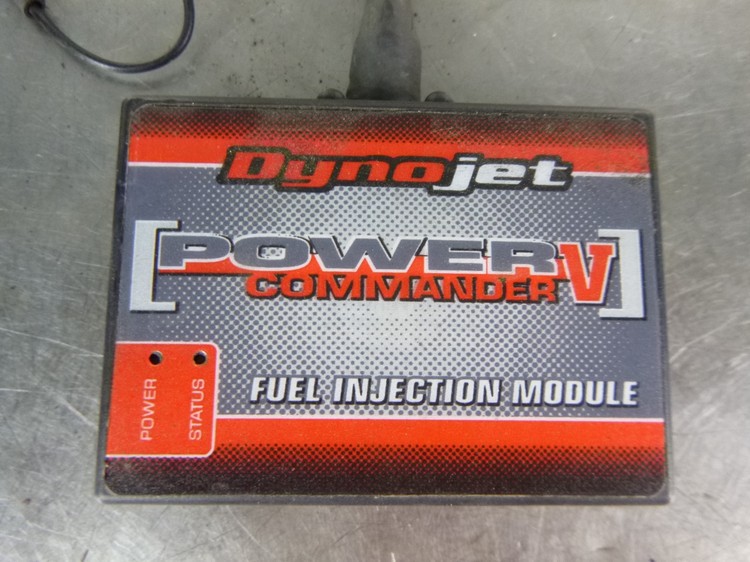 Dynojet
POWER
COMMANDER V
FUEL INJECTION MODULE
POWER
STATUS